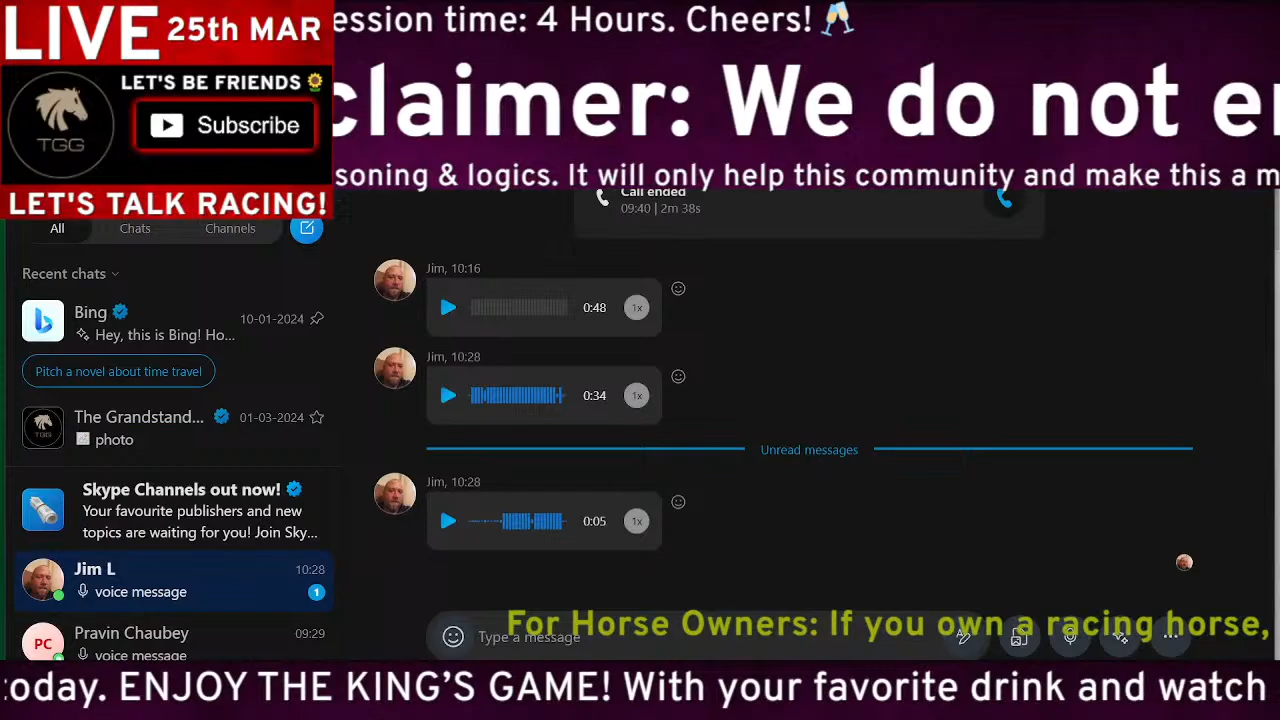 LIVE 25th MAR
ession time: 4 Hours. Cheers!🥂
LET'S BE FRIENDS🌻
Subscribe
TGG
claimer: We do not e
soning & logics. It will only help this community and make this a m
LET'S TALK RACING!
Call ended
09:40 | 2m 38s
All Chats Channels
Recent chats
Bing 10-01-2024
Hey, this is Bing! Ho...
Pitch a novel about time travel
The Grandstand... 01-03-2024
TGG
photo
Skype Channels out now!
Your favourite publishers and new
topics are waiting for you! Join Sky...
Jim L 10:28
voice message 1
PC Pravin Chaubey 09:29
voice message
Jim, 10:16
0:48 1x
Jim, 10:28
0:34 1x
Unread messages
Jim, 10:28
0:05 1x
For Horse Owners: If you own a racing horse,
Type a message
today. ENJOY THE KING'S GAME! With your favorite drink and watch